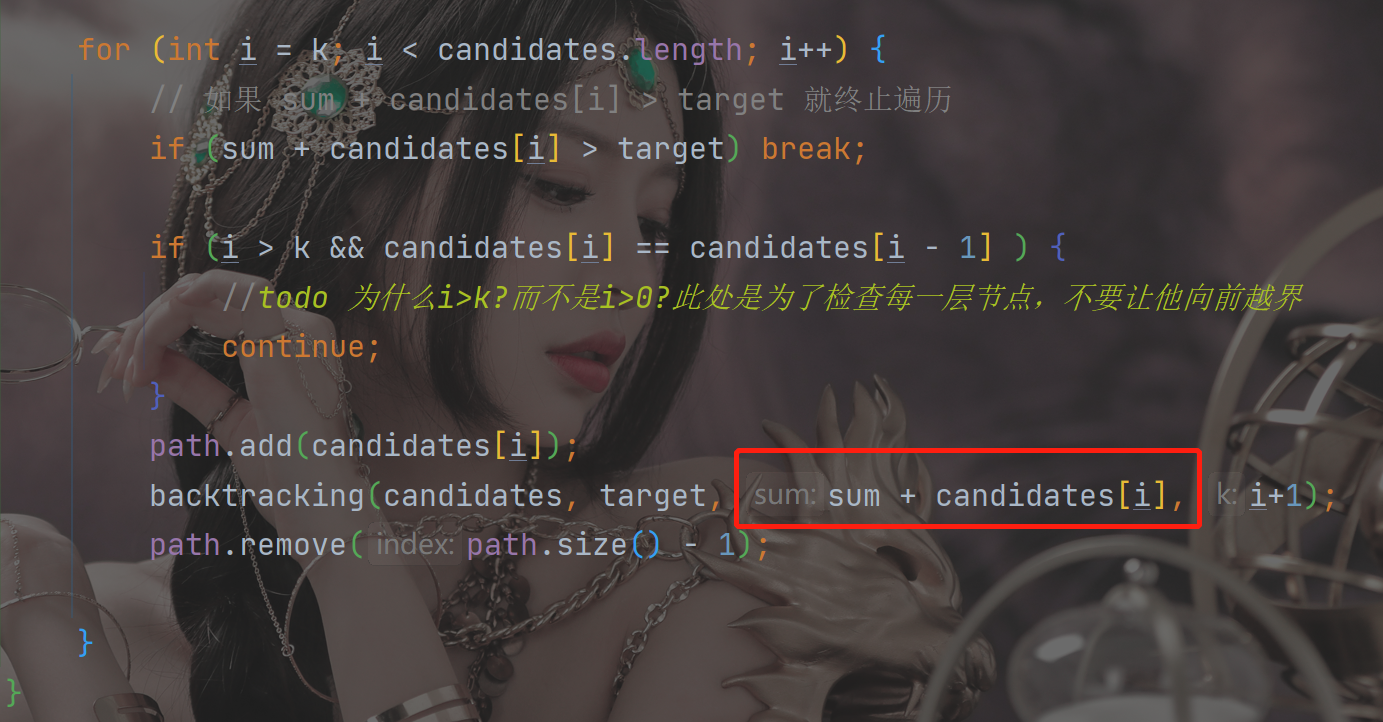 for (int i = k; i < candidates.length; i++) {
// 如果 sum + candidates[i] > target 就终止遍历
if (sum + candidates[i] > target) break;
if (i > k && candidates[i] == candidates[i - 1] ) {
//todo 为什么i>k?而不是i>0?此处是为了检查每一层节点，不要让他向前越界
continue;
}
path.add(candidates[i]);
backtracking(candidates, target, sum: sum + candidates[i], k: i+1);
path.remove( index: path.size() - 1);
}
}